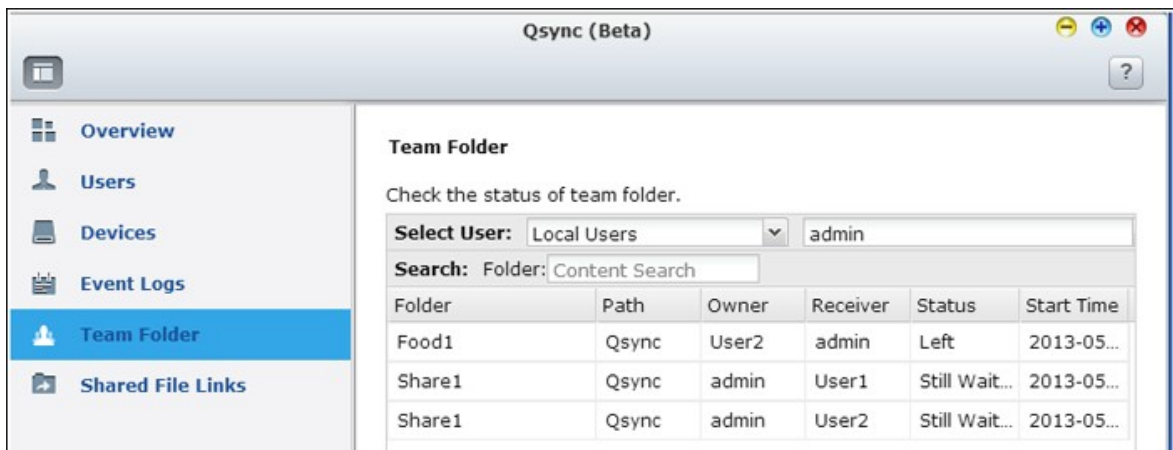 Qsync (Beta)
?
Overview
Users
Devices
Event Logs
Team Folder
Shared File Links
Team Folder
Check the status of team folder.
Select User: Local Users admin
Search: Folder: Content Search
Folder Path Owner Receiver Status Start Time
Food1 Qsync User2 admin Left 2013-05...
Share1 Qsync admin User1 Still Wait... 2013-05...
Share1 Qsync admin User2 Still Wait... 2013-05...